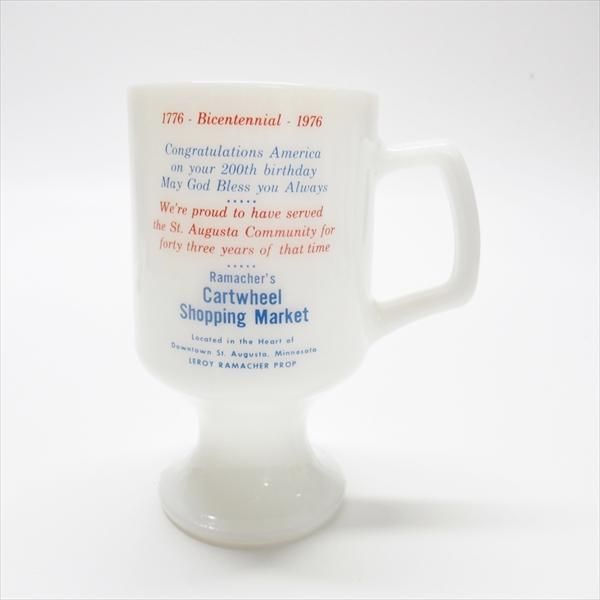 1776 - Bicentennial - 1976
Congratulations America
on your 200th birthday
May God Bless you Always
We're proud to have served
the St. Augusta Community for
forty three years of that time
Ramacher's
Cartwheel
Shopping Market
Located in the Heart of
Downtown St. Augusta, Minnesota
LEROY RAMACHER PROP